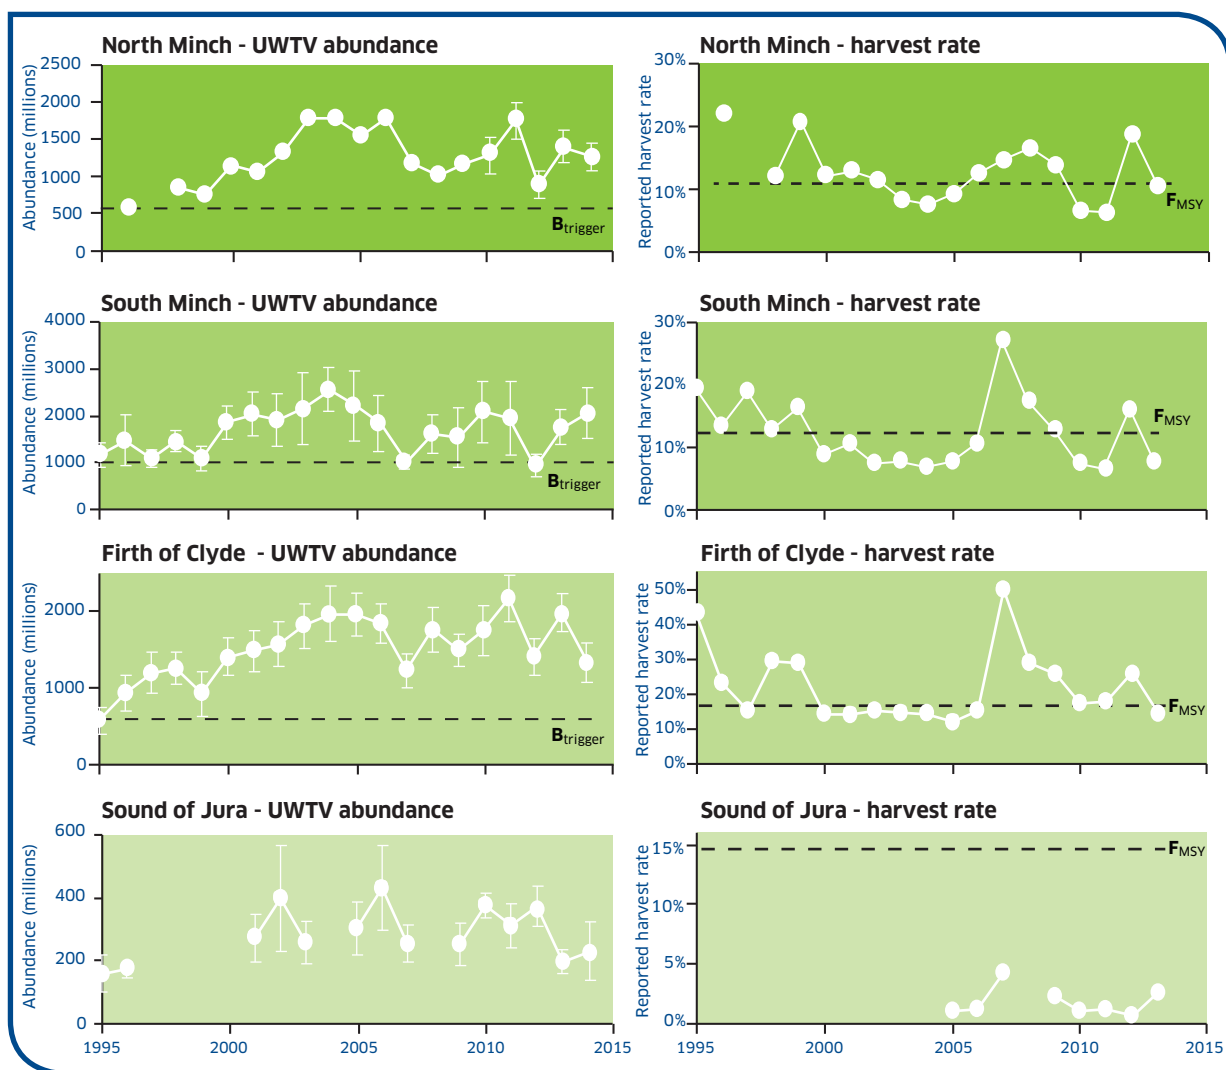 North Minch - UWTV abundance
Abundance (millions)
2500
2000
1500
1000
500
0
Btrigger
North Minch - harvest rate
Reported harvest rate
30%
20%
10%
0%
FMSY
South Minch - UWTV abundance
Abundance (millions)
4000
3000
2000
1000
0
Btrigger
South Minch - harvest rate
Reported harvest rate
30%
20%
10%
0%
FMSY
Firth of Clyde - UWTV abundance
Abundance (millions)
2000
1000
0
Btrigger
Firth of Clyde - harvest rate
Reported harvest rate
50%
40%
30%
20%
10%
0%
FMSY
Sound of Jura - UWTV abundance
Abundance (millions)
600
400
200
0
1995 2000 2005 2010 2015
Sound of Jura - harvest rate
Reported harvest rate
15%
10%
5%
0%
FMSY
1995 2000 2005 2010 2015